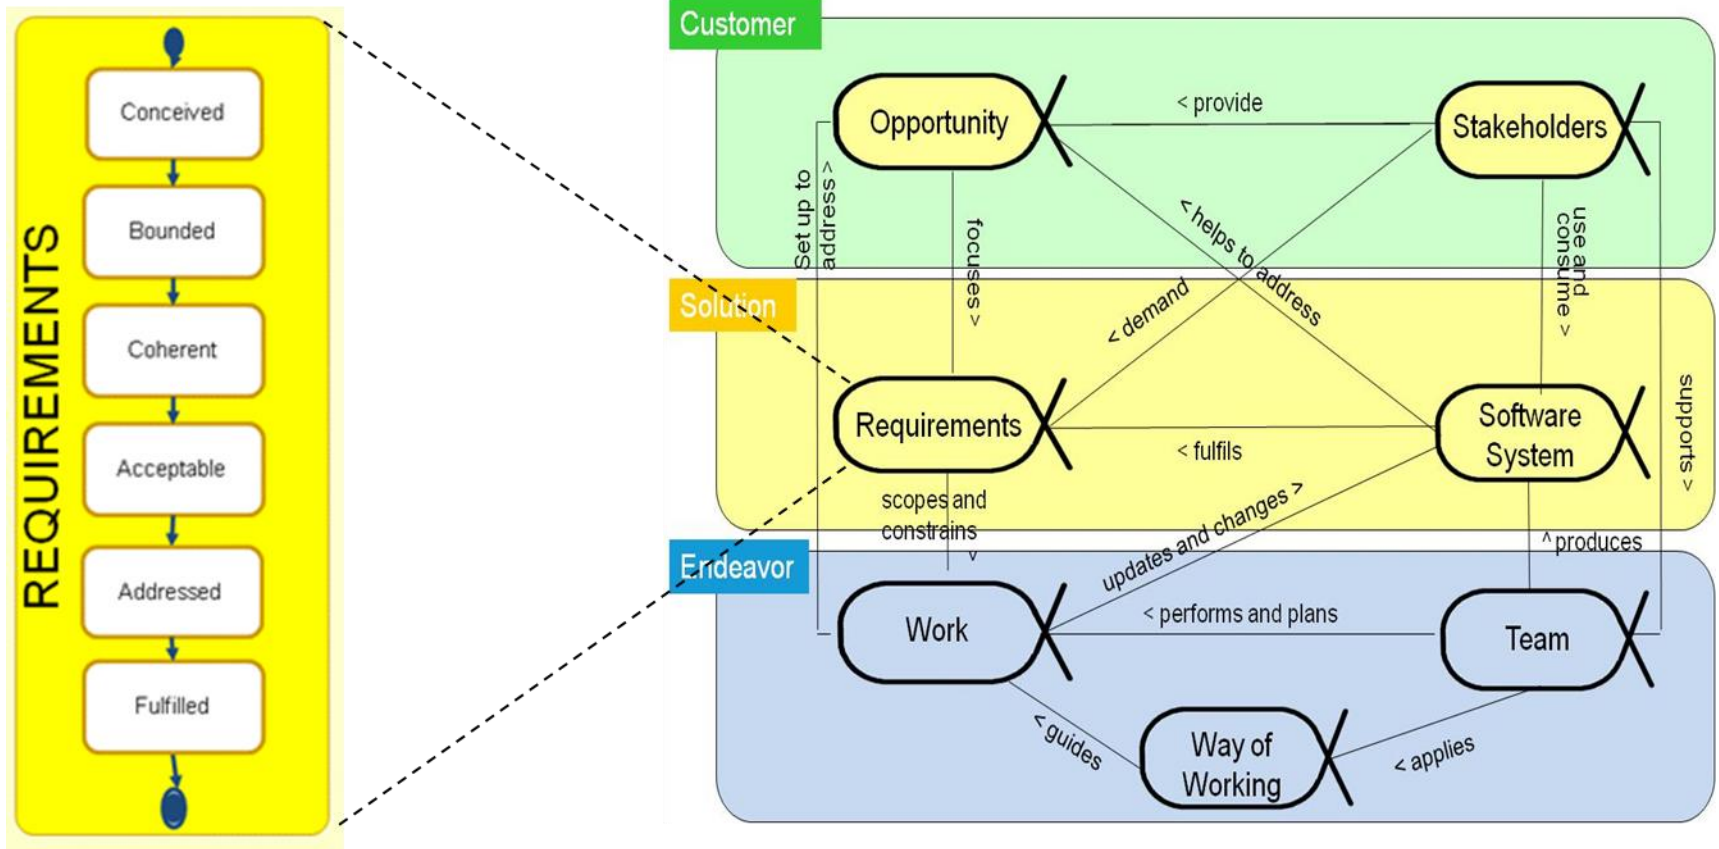 REQUIREMENTS
Conceived
Bounded
Coherent
Acceptable
Addressed
Fulfilled
Customer
Opportunity
< provide
Stakeholders
Set up to
address >
focuses >
< helps to address
< demand
use and
consume >
supports >
Solution
Requirements
< fulfils
Software
System
scopes and
constrains
>
updates and changes >
^ produces
Endeavor
Work
< performs and plans
Team
< guides
Way of
Working
< applies